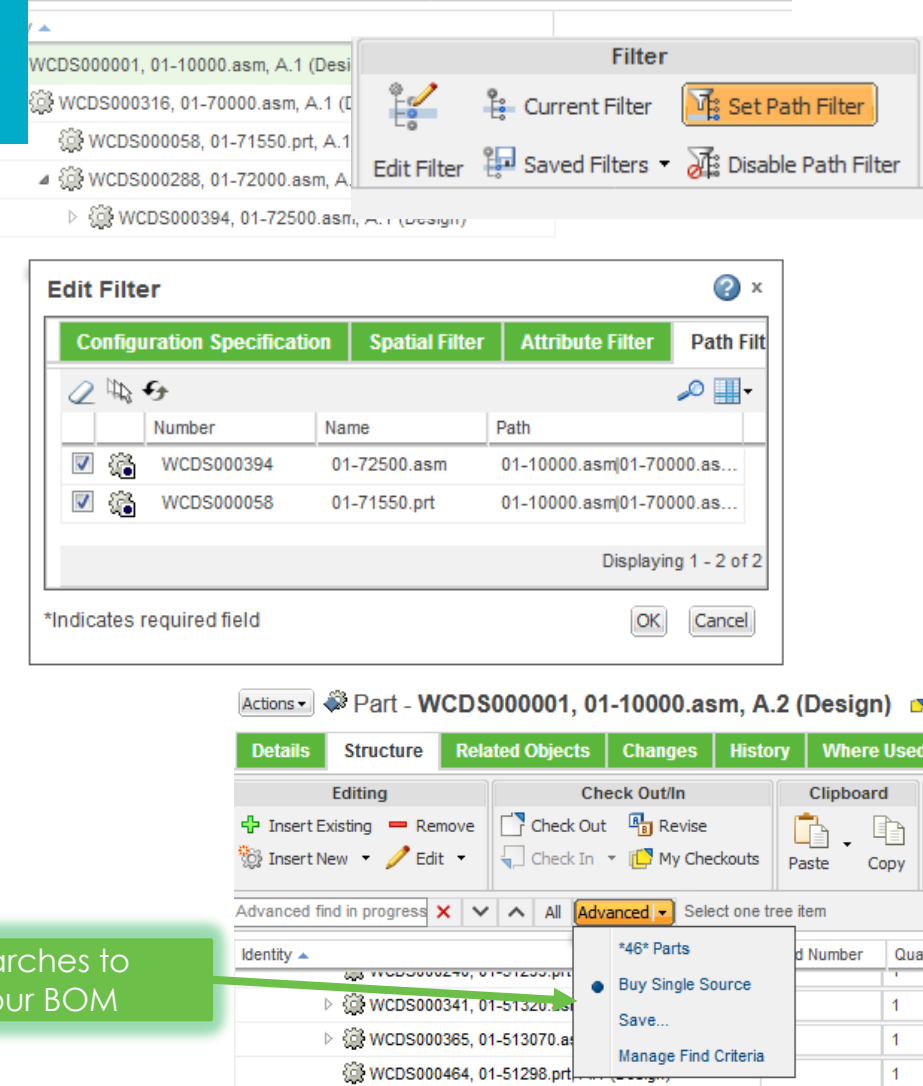 WCDS000001, 01-10000.asm, A.1 (Desi
WCDS000316, 01-70000.asm, A.1 (D
WCDS000058, 01-71550.prt, A.1
WCDS000288, 01-72000.asm, A.
WCDS000394, 01-72500.asm, A.1 (Design)
Filter
Current Filter Set Path Filter
Edit Filter Saved Filters Disable Path Filter
Edit Filter
Configuration Specification Spatial Filter Attribute Filter Path Filt
Number Name Path
WCDS000394 01-72500.asm 01-10000.asm|01-70000.as...
WCDS000058 01-71550.prt 01-10000.asm|01-70000.as...
Displaying 1 - 2 of 2
*Indicates required field OK Cancel
Actions Part - WCDS000001, 01-10000.asm, A.2 (Design)
Details Structure Related Objects Changes History Where Used
Editing Check Out/In Clipboard
Insert Existing Remove Check Out Revise
Insert New Edit Check In My Checkouts Paste Copy
Advanced find in progress All Advanced Select one tree item
Identity d Number Qua
*46* Parts
Buy Single Source
Save...
Manage Find Criteria
WCDS000341, 01-51320.asm 1
WCDS000365, 01-513070.as 1
WCDS000464, 01-51298.prt 1
arches to
our BOM